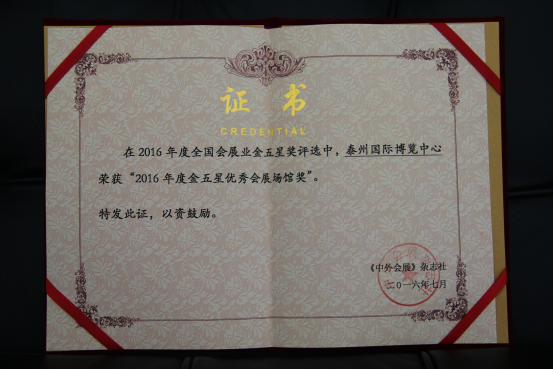 证书
CREDENTIAL
在2016年度全国会展业金五星奖评选中，泰州国际博览中心
荣获“2016年度金五星优秀会展场馆奖”。
特发此证，以资鼓励。
《中外会展》杂志社
二〇一六年七月